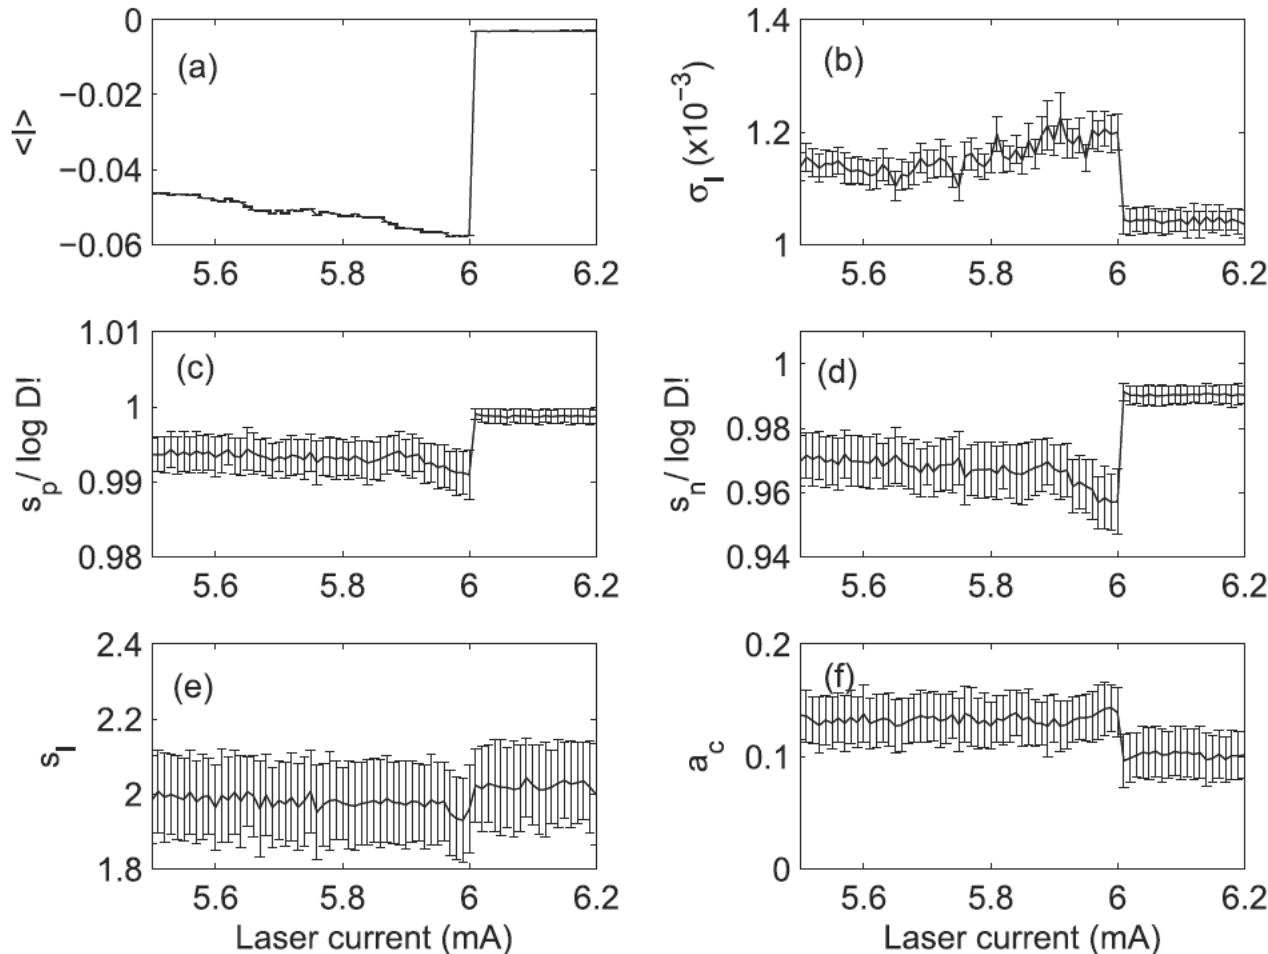 (a)
<I>
0
−0.02
−0.04
−0.06
5.6 5.8 6 6.2
(b)
σI (x10−3)
1.4
1.2
1
5.6 5.8 6 6.2
(c)
sp/ log D!
1.01
1
0.99
0.98
5.6 5.8 6 6.2
(d)
sn/ log D!
1
0.98
0.96
0.94
5.6 5.8 6 6.2
(e)
sI
2.4
2.2
2
1.8
5.6 5.8 6 6.2
Laser current (mA)
(f)
ac
0.2
0.1
0
5.6 5.8 6 6.2
Laser current (mA)